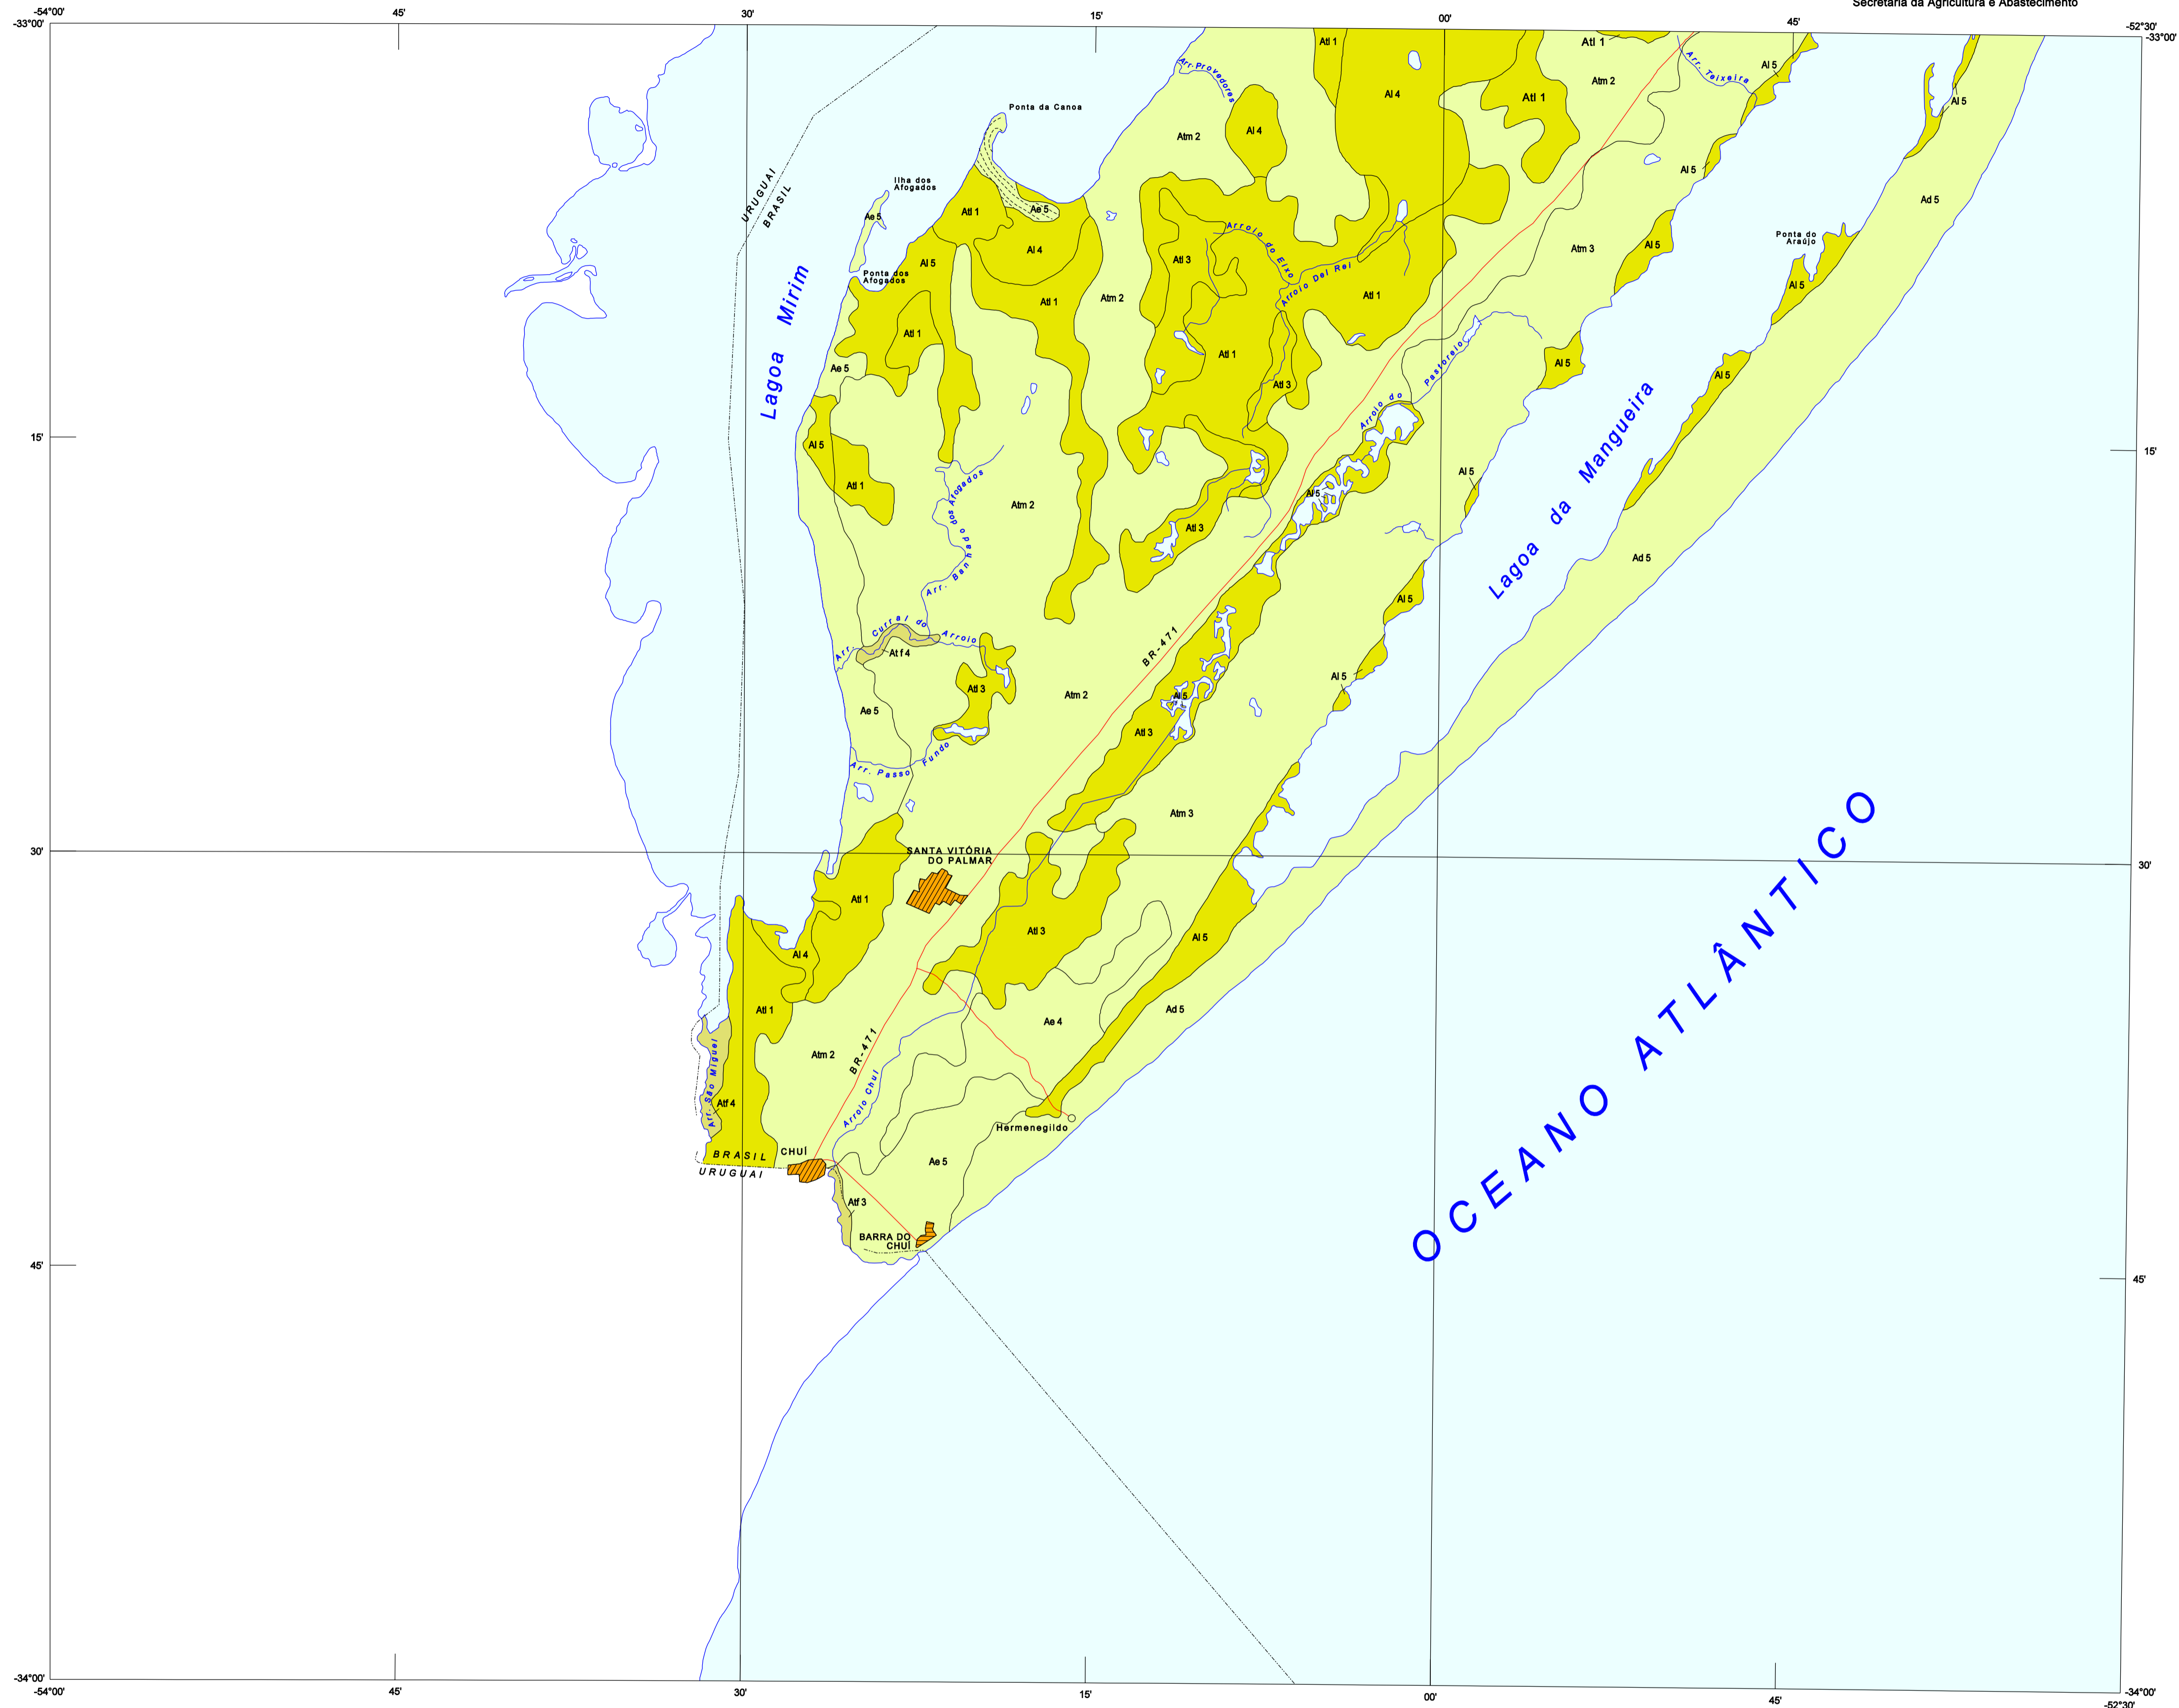 Secretaria da Agricultura e Abastecimento
-54°00'
45'
30'
15'
00'
45'
-52°30'
-33°00'
-33°00'
Atl 1
Atl 1
Arr. Teixeira
Al 5
Arr. Provedores
Atm 2
Al 4
Atl 1
Al 5
Ponta da Canoa
Atm 2
Al 4
Al 5
Ilha dos
Afogados
URUGUAI
BRASIL
Ae 5
Ae 5
Atl 1
Ad 5
Arroio do Eixo
Ponta do
Araújo
Al 4
Atm 3
Al 5
Al 5
Atl 3
Arroio Del Rei
Ponta dos
Afogados
Al 5
Lagoa Mirim
Atl 1
Atm 2
Atl 1
Atl 1
Atl 1
Ae 5
Arroio do Pastoreio
Al 5
Al 5
Atl 3
Lagoa da Mangueira
15'
15'
Al 5
Atl 1
Al 5
Al 5
Atm 2
Arr. Banhado dos Afogados
Atl 3
Ad 5
Al 5
Arr. Curral do Arroio
Atf 4
BR-471
Al 5
Atl 3
Atm 2
Al 5
Ae 5
Atl 3
Arr. Passo Fundo
Atm 3
OCEANO ATLÂNTICO
30'
30'
SANTA VITÓRIA
DO PALMAR
Atl 1
Atl 3
Al 5
Al 4
Atl 1
Ae 4
Ad 5
Atm 2
BR-471
Arr. São Miguel
Atf 4
Arroio Chuí
Hermenegildo
BRASIL
URUGUAI
CHUÍ
Ae 5
Atf 3
BARRA DO
CHUÍ
45'
45'
-34°00'
-34°00'
-54°00'
45'
30'
15'
00'
45'
-52°30'